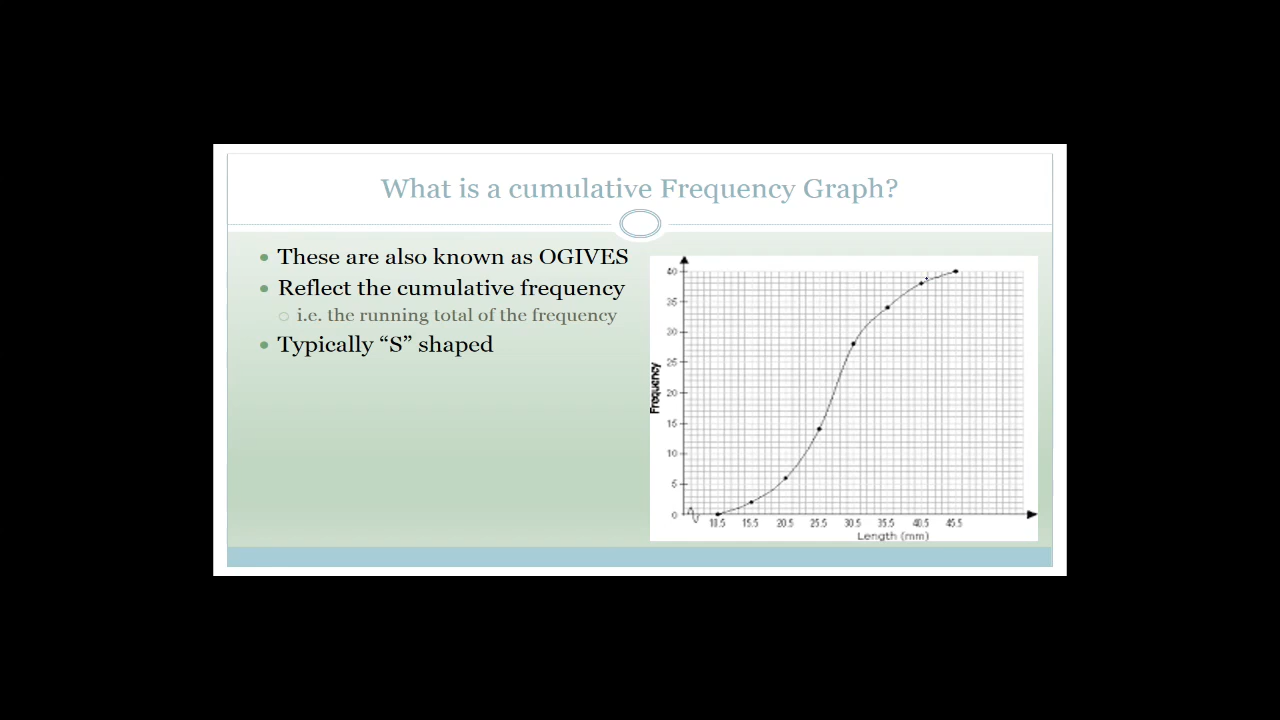 What is a cumulative Frequency Graph?
These are also known as OGIVES
Reflect the cumulative frequency
i.e. the running total of the frequency
Typically “S” shaped
40
35
30
25
20
15
10
5
0
Frequency
10.5 15.5 20.5 25.5 30.5 35.5 40.5 45.5
Length (mm)